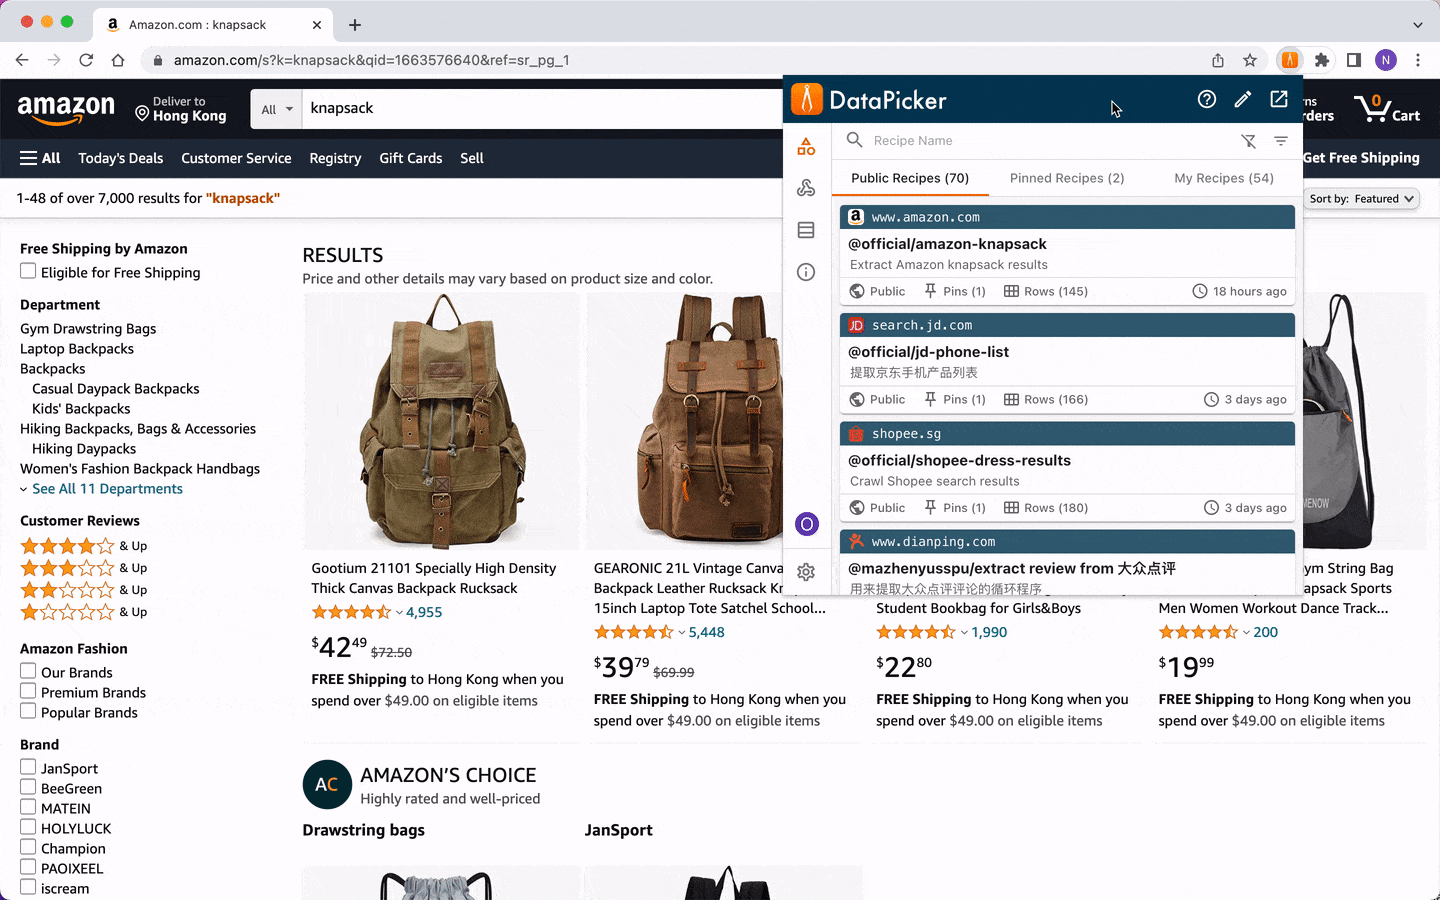 Amazon.com : knapsack
amazon.com/s?k=knapsack&qid=1663576640&ref=sr_pg_1
N
amazon
Deliver to
Hong Kong
All
knapsack
0
Cart
All
Today's Deals
Customer Service
Registry
Gift Cards
Sell
Get Free Shipping
1-48 of over 7,000 results for "knapsack"
Sort by: Featured
DataPicker
Recipe Name
Public Recipes (70)
Pinned Recipes (2)
My Recipes (54)
www.amazon.com
@official/amazon-knapsack
Extract Amazon knapsack results
Public
Pins (1)
Rows (145)
18 hours ago
JD
search.jd.com
@official/jd-phone-list
提取京东手机产品列表
Public
Pins (1)
Rows (166)
3 days ago
shopee.sg
@official/shopee-dress-results
Crawl Shopee search results
Public
Pins (1)
Rows (180)
3 days ago
www.dianping.com
@mazhenyusspu/extract review from 大众点评
用来提取大众点评评论的循环程序
O
Free Shipping by Amazon
Eligible for Free Shipping
Department
Gym Drawstring Bags
Laptop Backpacks
Backpacks
Casual Daypack Backpacks
Kids' Backpacks
Hiking Backpacks, Bags & Accessories
Hiking Daypacks
Women's Fashion Backpack Handbags
See All 11 Departments
Customer Reviews
& Up
& Up
& Up
& Up
Amazon Fashion
Our Brands
Premium Brands
Popular Brands
Brand
JanSport
BeeGreen
MATEIN
HOLYLUCK
Champion
PAOIXEEL
iscream
RESULTS
Price and other details may vary based on product size and color.
Gootium 21101 Specially High Density
Thick Canvas Backpack Rucksack
4,955
$42.49 $72.50
FREE Shipping to Hong Kong when you
spend over $49.00 on eligible items
GEARONIC 21L Vintage Canva
Backpack Leather Rucksack Kn
15inch Laptop Tote Satchel School...
5,448
$39.79 $69.99
FREE Shipping to Hong Kong when you
spend over $49.00 on eligible items
Student Bookbag for Girls&Boys
1,990
$22.80
FREE Shipping to Hong Kong when you
spend over $49.00 on eligible items
ym String Bag
ackpack Sports
Men Women Workout Dance Track...
200
$19.99
FREE Shipping to Hong Kong when you
spend over $49.00 on eligible items
AC
AMAZON'S CHOICE
Highly rated and well-priced
Drawstring bags
JanSport